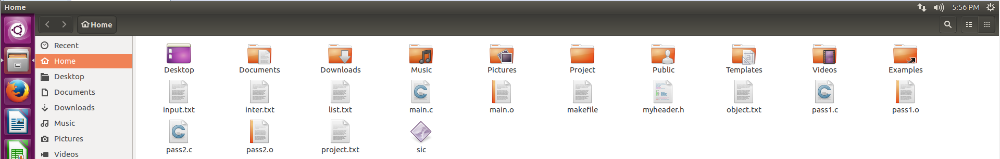 Home
5:56 PM
Home
Recent
Home
Desktop
Documents
Downloads
Music
Pictures
Videos
Desktop Documents Downloads Music Pictures Project Public Templates Videos Examples
input.txt inter.txt list.txt main.c main.o makefile myheader.h object.txt pass1.c pass1.o
pass2.c pass2.o project.txt sic